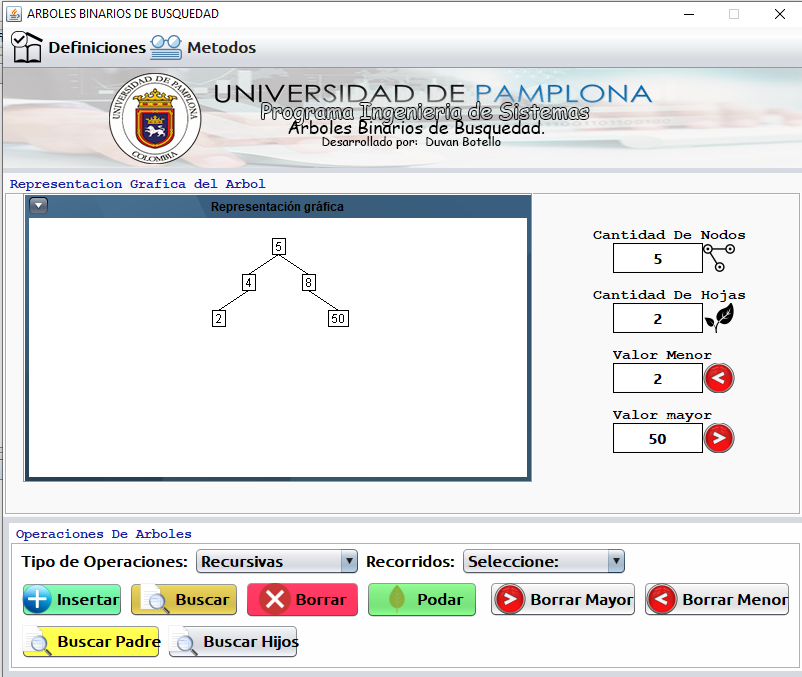 ARBOLES BINARIOS DE BUSQUEDAD
Definiciones Metodos
UNIVERSIDAD DE PAMPLONA
COLOMBIA
UNIVERSIDAD DE PAMPLONA
Programa Ingenieria de Sistemas
Arboles Binarios de Busquedad.
Desarrollado por: Duvan Botello
Representacion Grafica del Arbol
Representación gráfica
5
4 8
2 50
Cantidad De Nodos
5
Cantidad De Hojas
2
Valor Menor
2
<
Valor mayor
50
>
Operaciones De Arboles
Tipo de Operaciones: Recursivas Recorridos: Seleccione:
Insertar Buscar Borrar Podar > Borrar Mayor < Borrar Menor
Buscar Padre Buscar Hijos